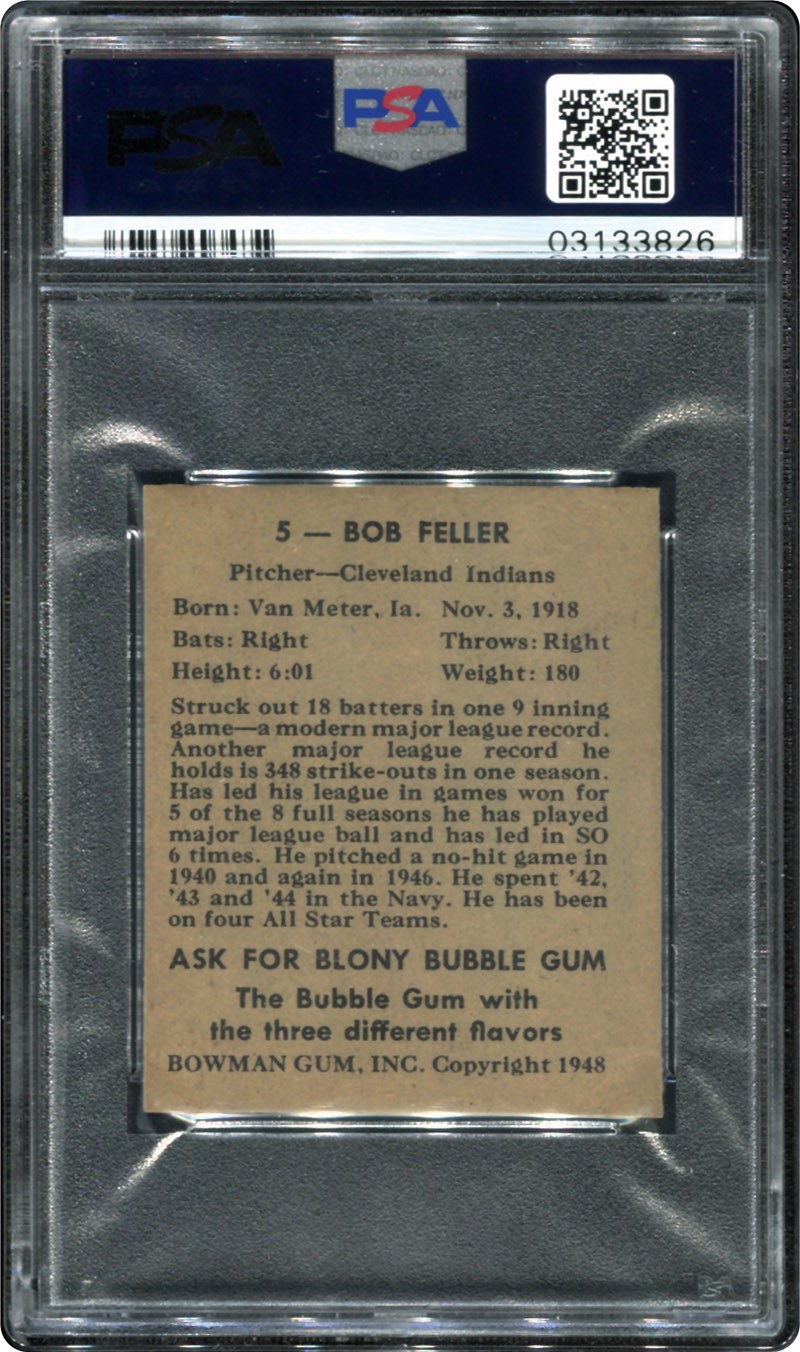 PSA
PSA
03133826
5 — BOB FELLER
Pitcher—Cleveland Indians
Born: Van Meter, Ia. Nov. 3, 1918
Bats: Right Throws: Right
Height: 6:01 Weight: 180
Struck out 18 batters in one 9 inning
game—a modern major league record.
Another major league record he
holds is 348 strike-outs in one season.
Has led his league in games won for
5 of the 8 full seasons he has played
major league ball and has led in SO
6 times. He pitched a no-hit game in
1940 and again in 1946. He spent '42,
'43 and '44 in the Navy. He has been
on four All Star Teams.
ASK FOR BLONY BUBBLE GUM
The Bubble Gum with
the three different flavors
BOWMAN GUM, INC. Copyright 1948